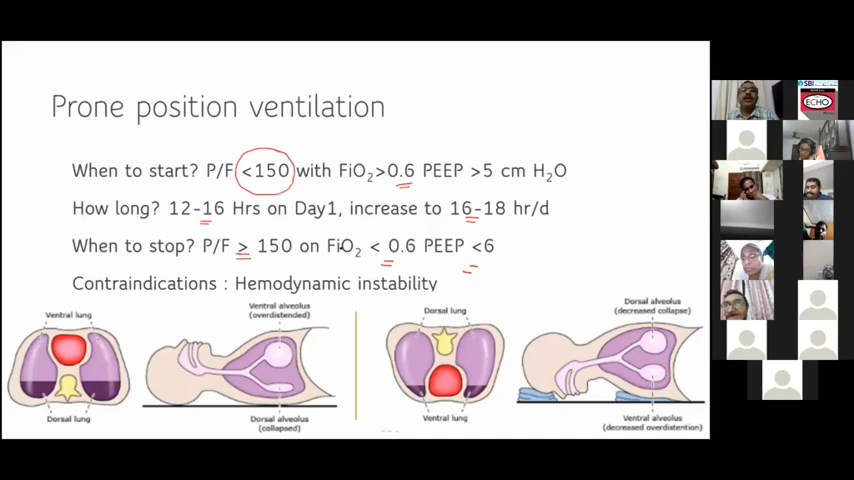 Prone position ventilation
When to start? P/F <150 with FiO2>0.6 PEEP >5 cm H2O
How long? 12-16 Hrs on Day1, increase to 16-18 hr/d
When to stop? P/F > 150 on FiO2 < 0.6 PEEP <6
Contraindications : Hemodynamic instability
Ventral lung
Dorsal lung
Ventral alveolus
(overdistended)
Dorsal alveolus
(collapsed)
Dorsal lung
Ventral lung
Dorsal alveolus
(decreased collapse)
Ventral alveolus
(decreased overdistention)
SBI
ECHO